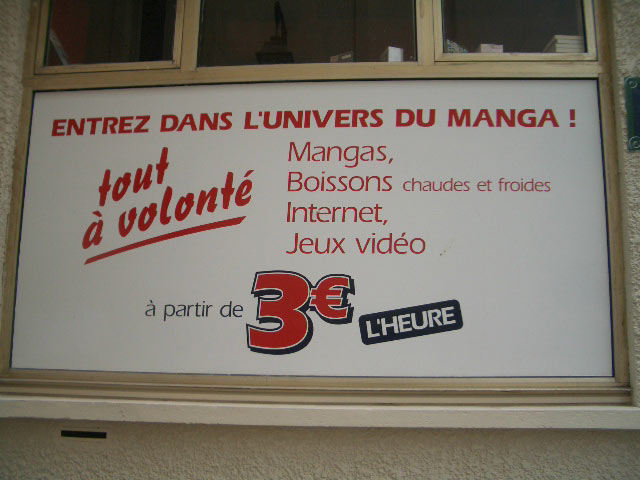 ENTREZ DANS L'UNIVERS DU MANGA !
tout
à volonté
Mangas,
Boissons chaudes et froides
Internet,
Jeux vidéo
à partir de 3€ L'HEURE